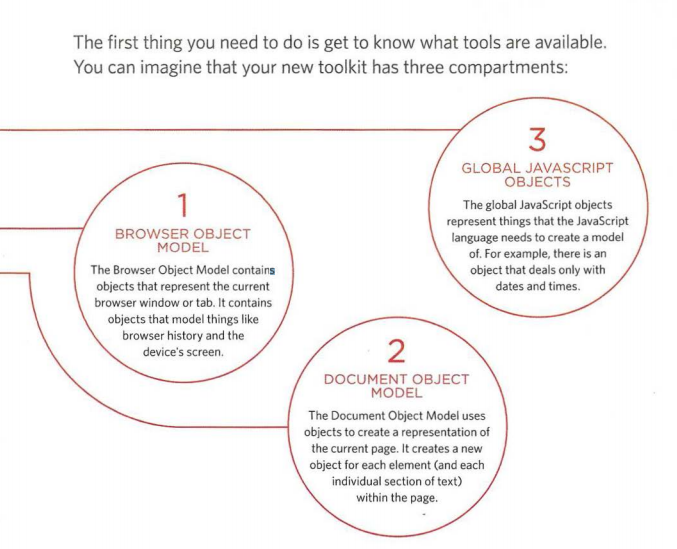 The first thing you need to do is get to know what tools are available.
You can imagine that your new toolkit has three compartments:
1
BROWSER OBJECT
MODEL
The Browser Object Model contains
objects that represent the current
browser window or tab. It contains
objects that model things like
browser history and the
device's screen.
2
DOCUMENT OBJECT
MODEL
The Document Object Model uses
objects to create a representation of
the current page. It creates a new
object for each element (and each
individual section of text)
within the page.
3
GLOBAL JAVASCRIPT
OBJECTS
The global JavaScript objects
represent things that the JavaScript
language needs to create a model
of. For example, there is an
object that deals only with
dates and times.